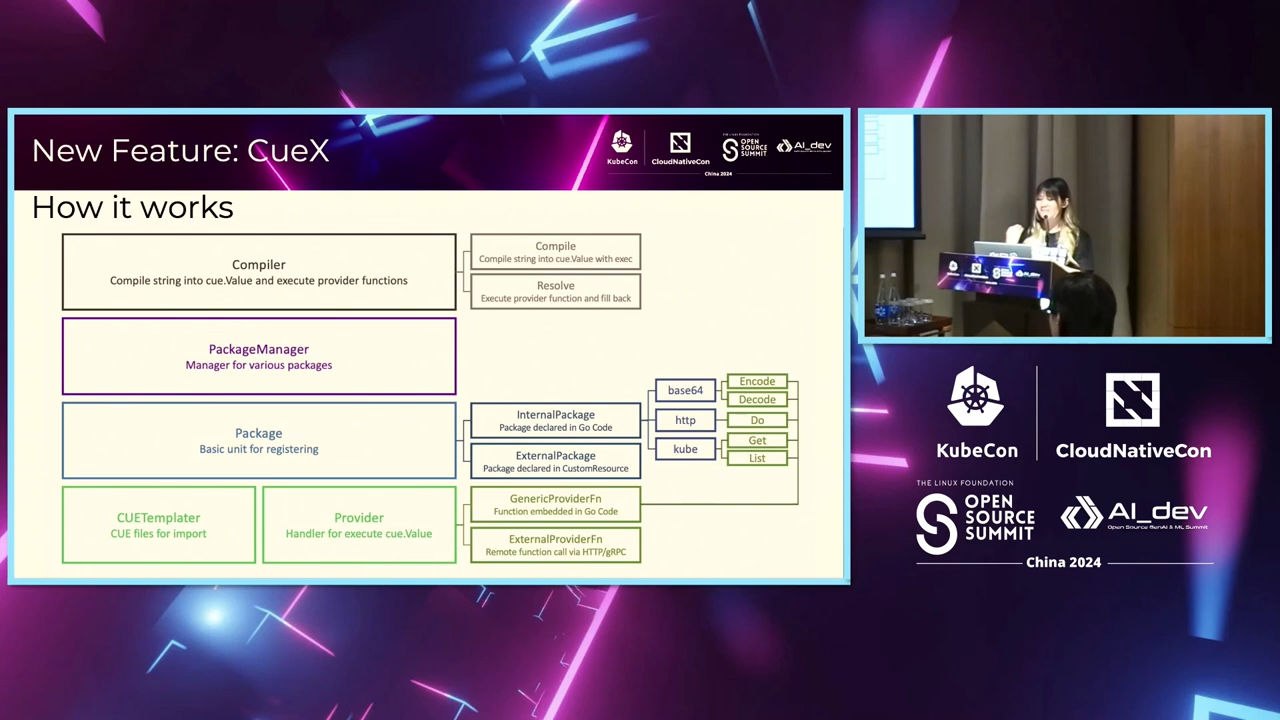 New Feature: CueX
KubeCon
CloudNativeCon
THE LINUX FOUNDATION
OPEN
SOURCE
SUMMIT
AI_dev
China 2024
How it works
Compiler
Compile string into cue.Value and execute provider functions
Compile
Compile string into cue.Value with exec
Resolve
Execute provider function and fill back
PackageManager
Manager for various packages
Package
Basic unit for registering
InternalPackage
Package declared in Go Code
ExternalPackage
Package declared in CustomResource
base64
http
kube
Encode
Decode
Do
Get
List
CUETemplater
CUE files for import
Provider
Handler for execute cue.Value
GenericProviderFn
Function embedded in Go Code
ExternalProviderFn
Remote function call via HTTP/gRPC
KubeCon
CloudNativeCon
THE LINUX FOUNDATION
OPEN
SOURCE
SUMMIT
AI_dev
Open Source GenAI & ML Summit
China 2024